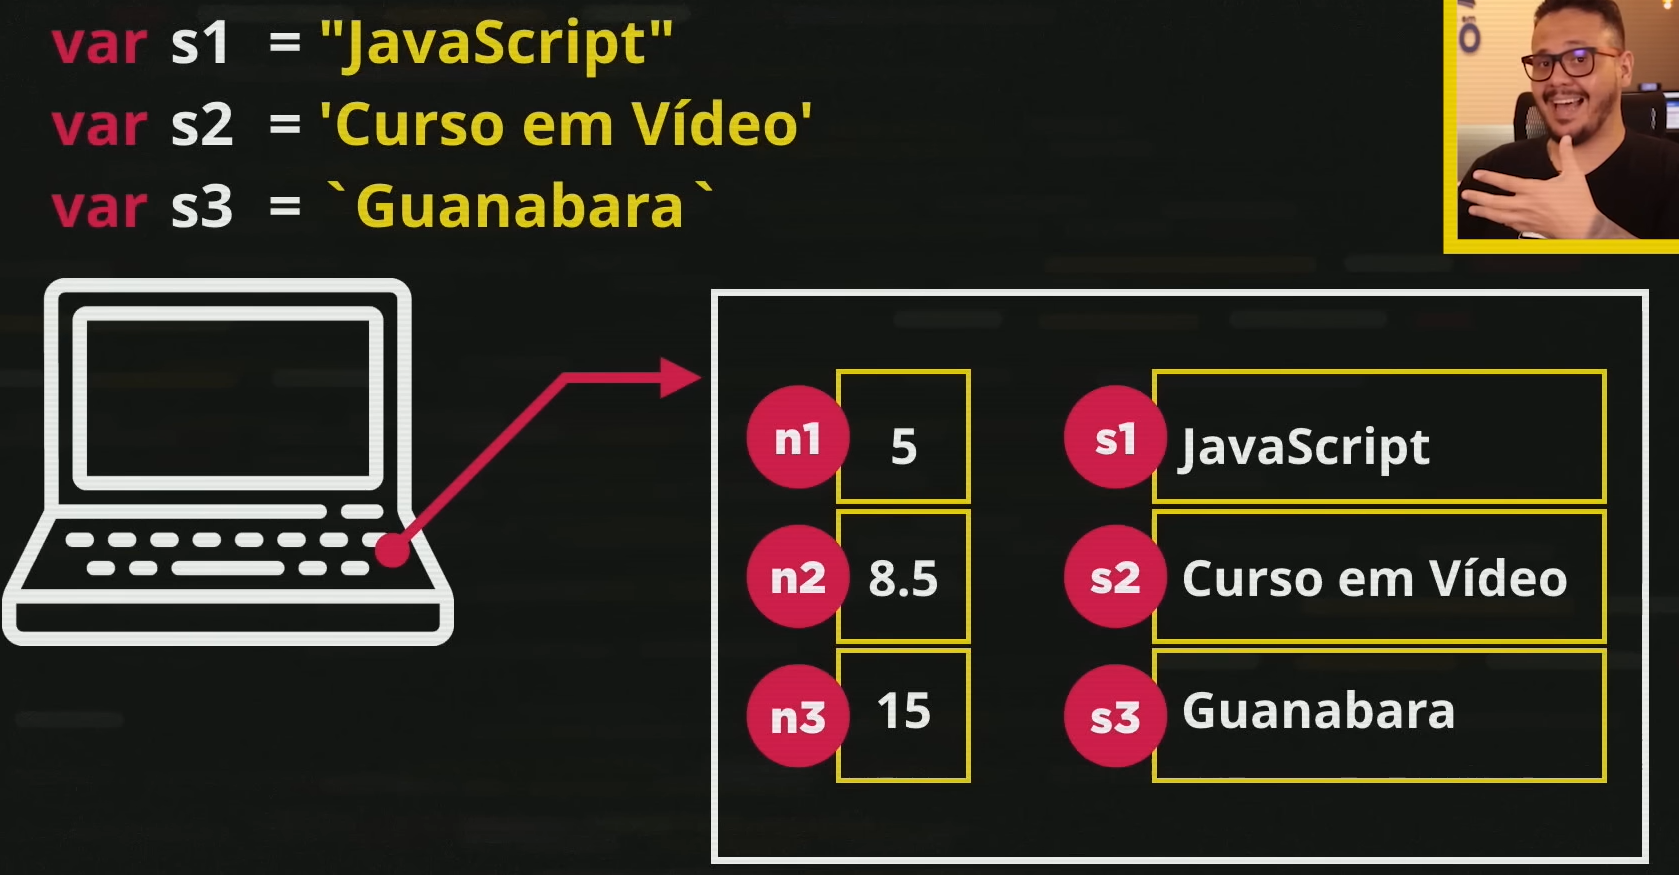 var s1 = "JavaScript"
var s2 = 'Curso em Vídeo'
var s3 = `Guanabara`
n1 5 s1 JavaScript
n2 8.5 s2 Curso em Vídeo
n3 15 s3 Guanabara